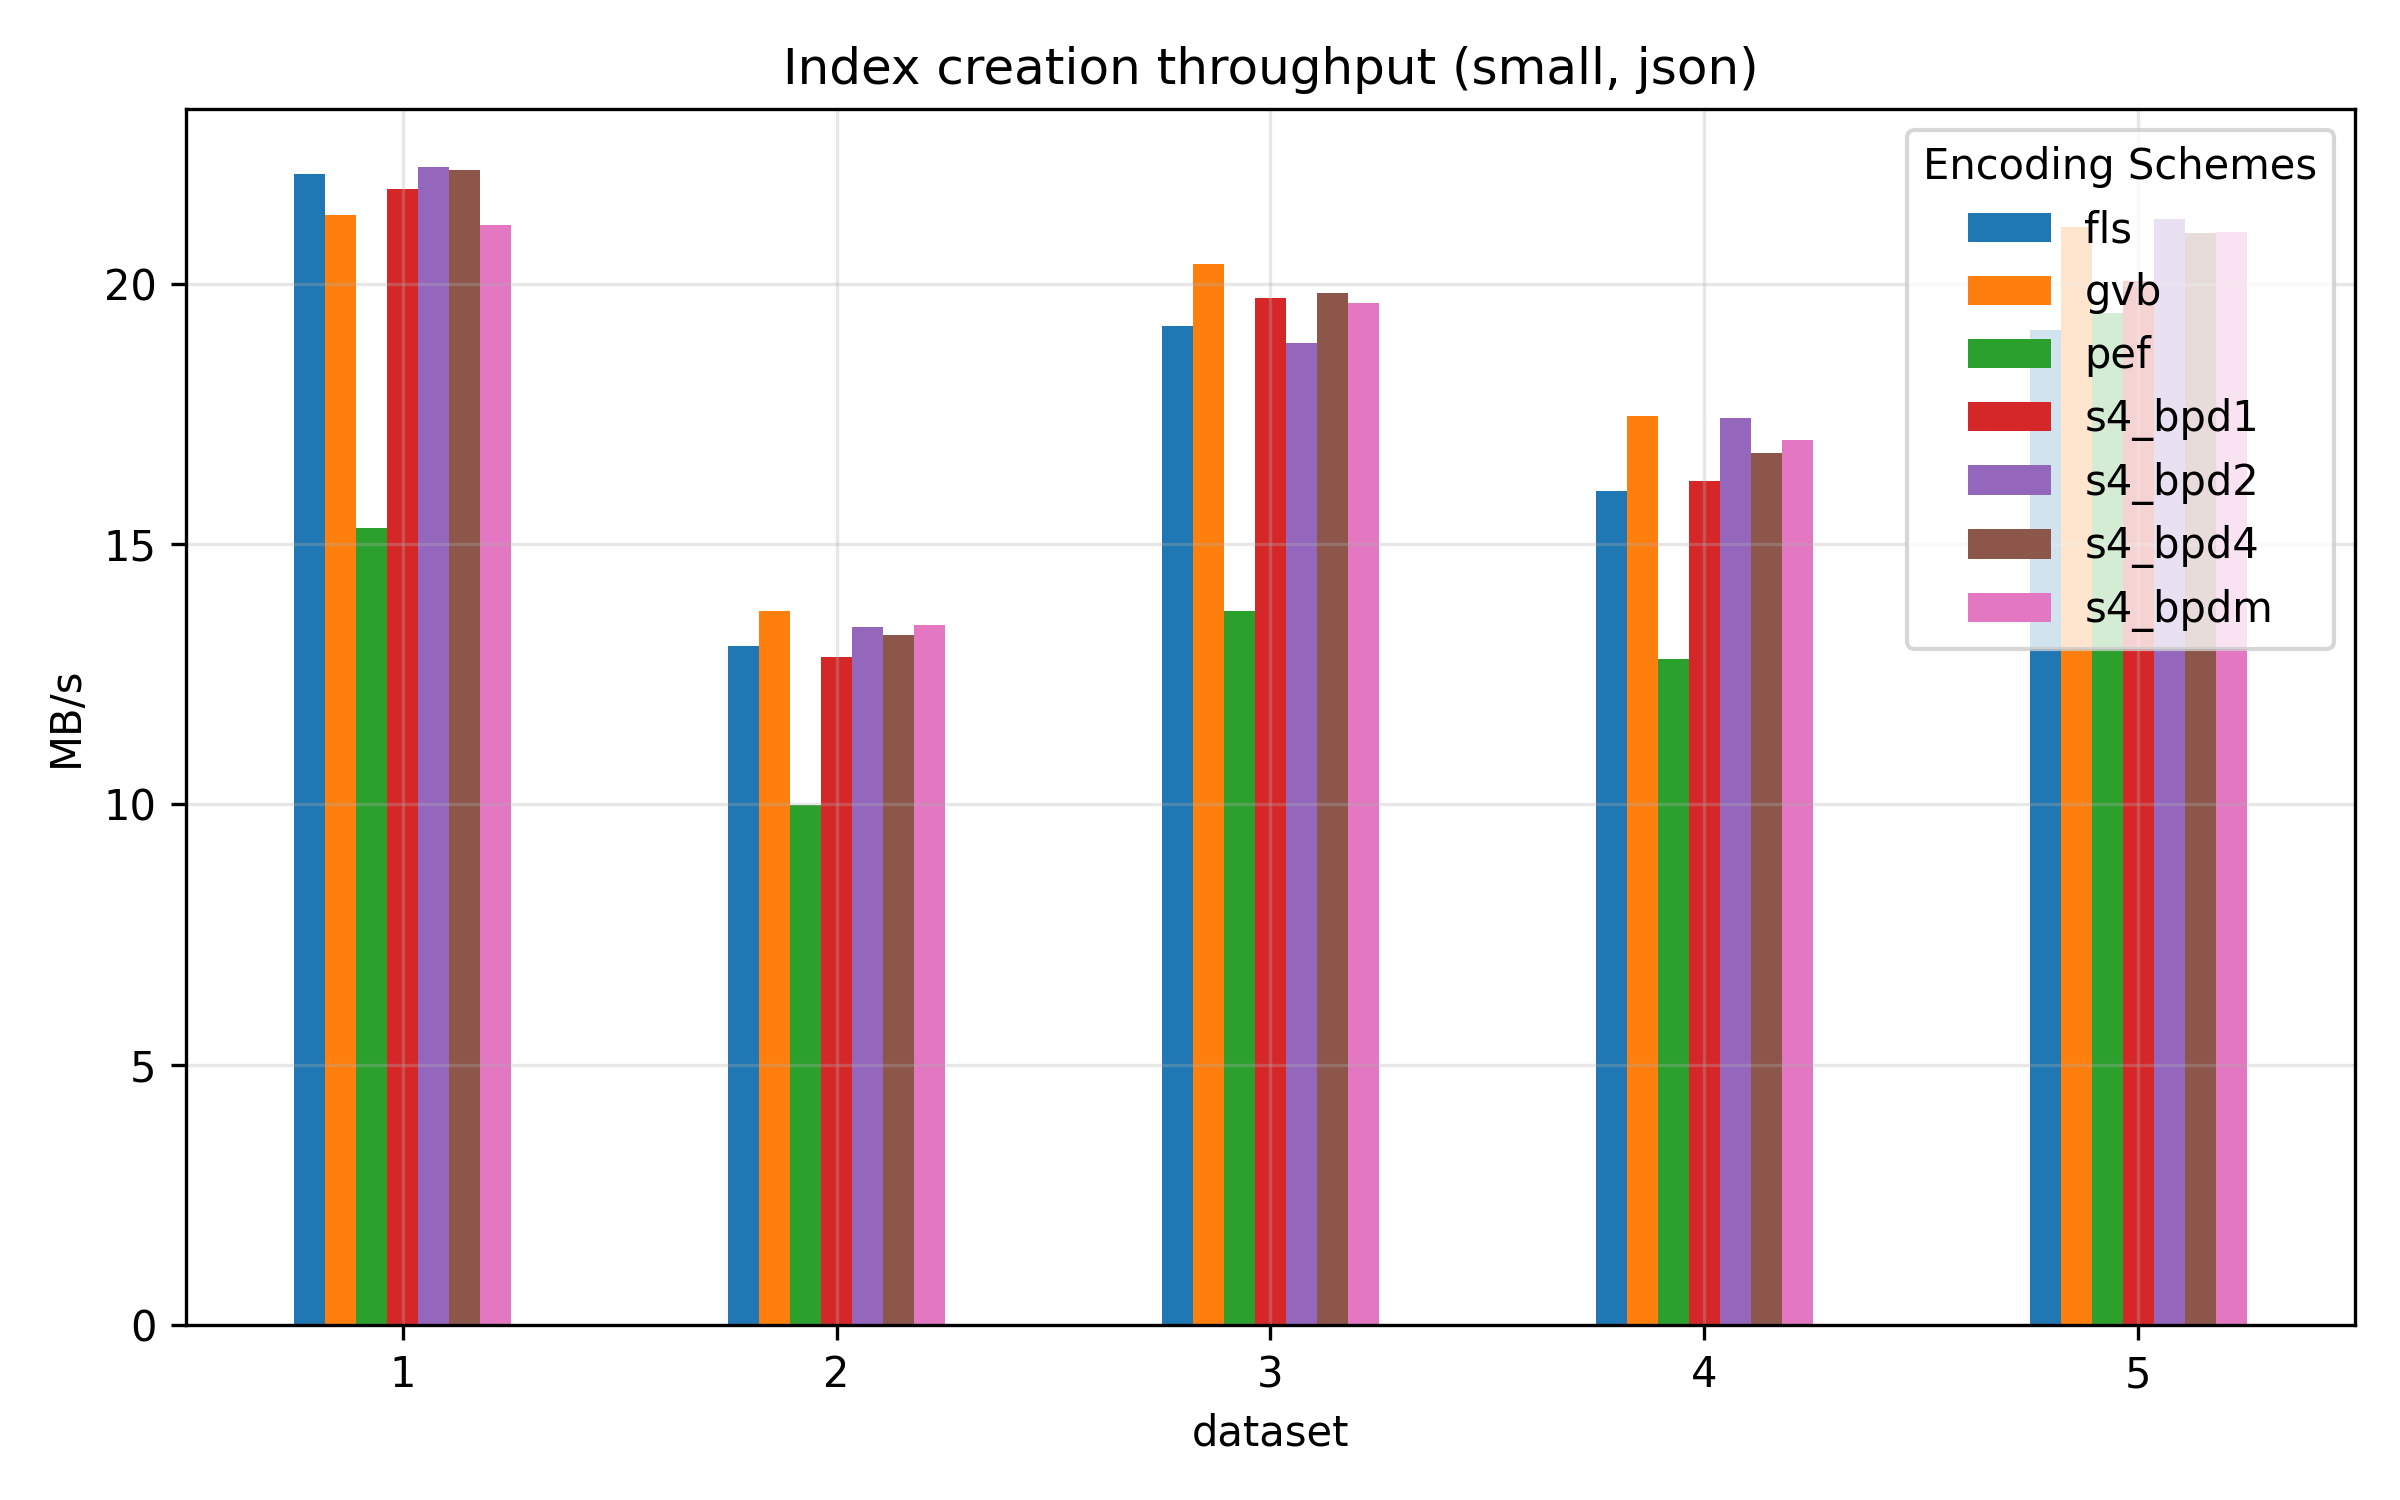 Index creation throughput (small, json)
MB/s
20
15
10
5
0
1
2
3
4
5
dataset
Encoding Schemes
fls
gvb
pef
s4_bpd1
s4_bpd2
s4_bpd4
s4_bpdm